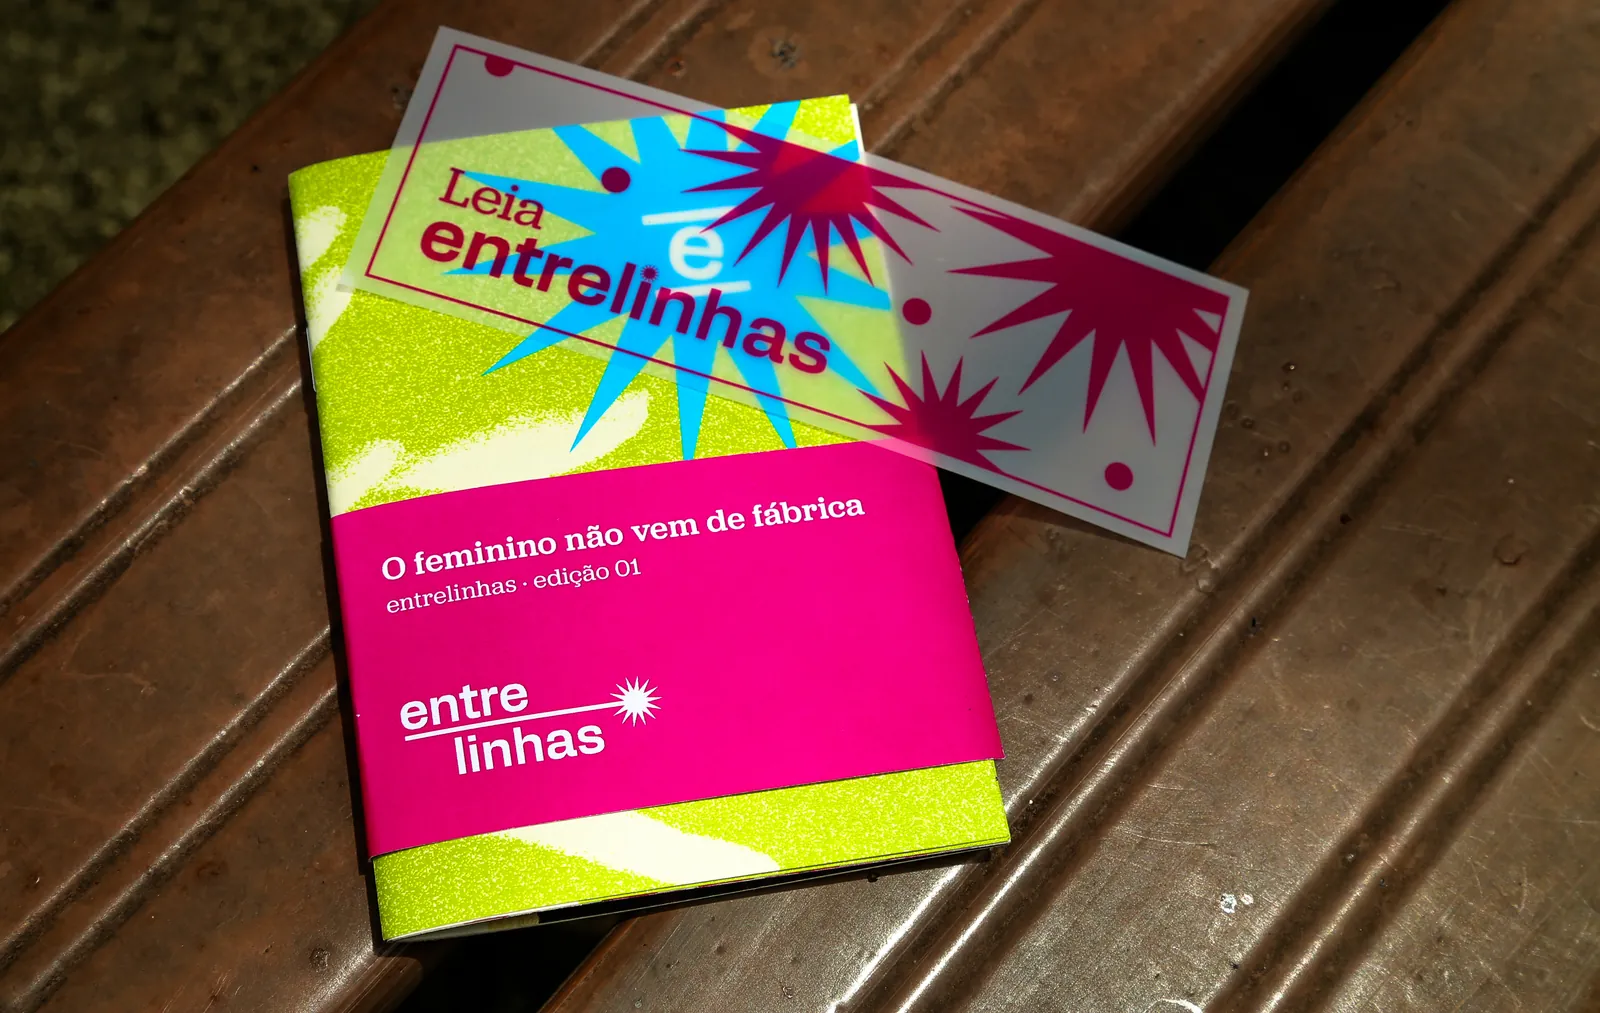 Leia
entrelinhas
e
O feminino não vem de fábrica
entrelinhas · edição 01
entre
linhas